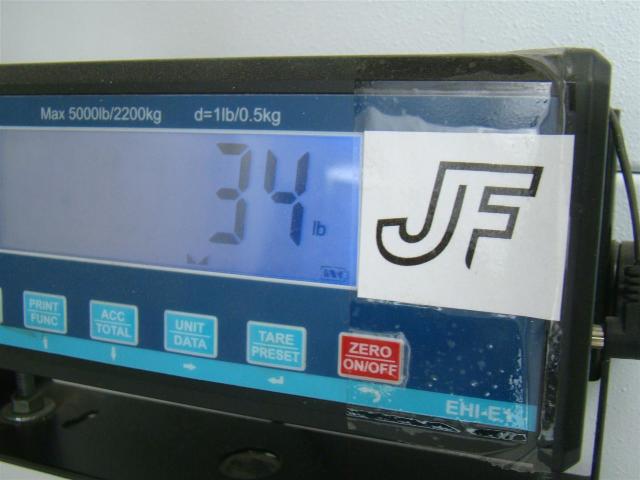 Max 5000lb/2200kg d=1lb/0.5kg
34 lb
JF
PRINT
FUNC
ACC
TOTAL
UNIT
DATA
TARE
PRESET
ZERO
ON/OFF
EHI-E1